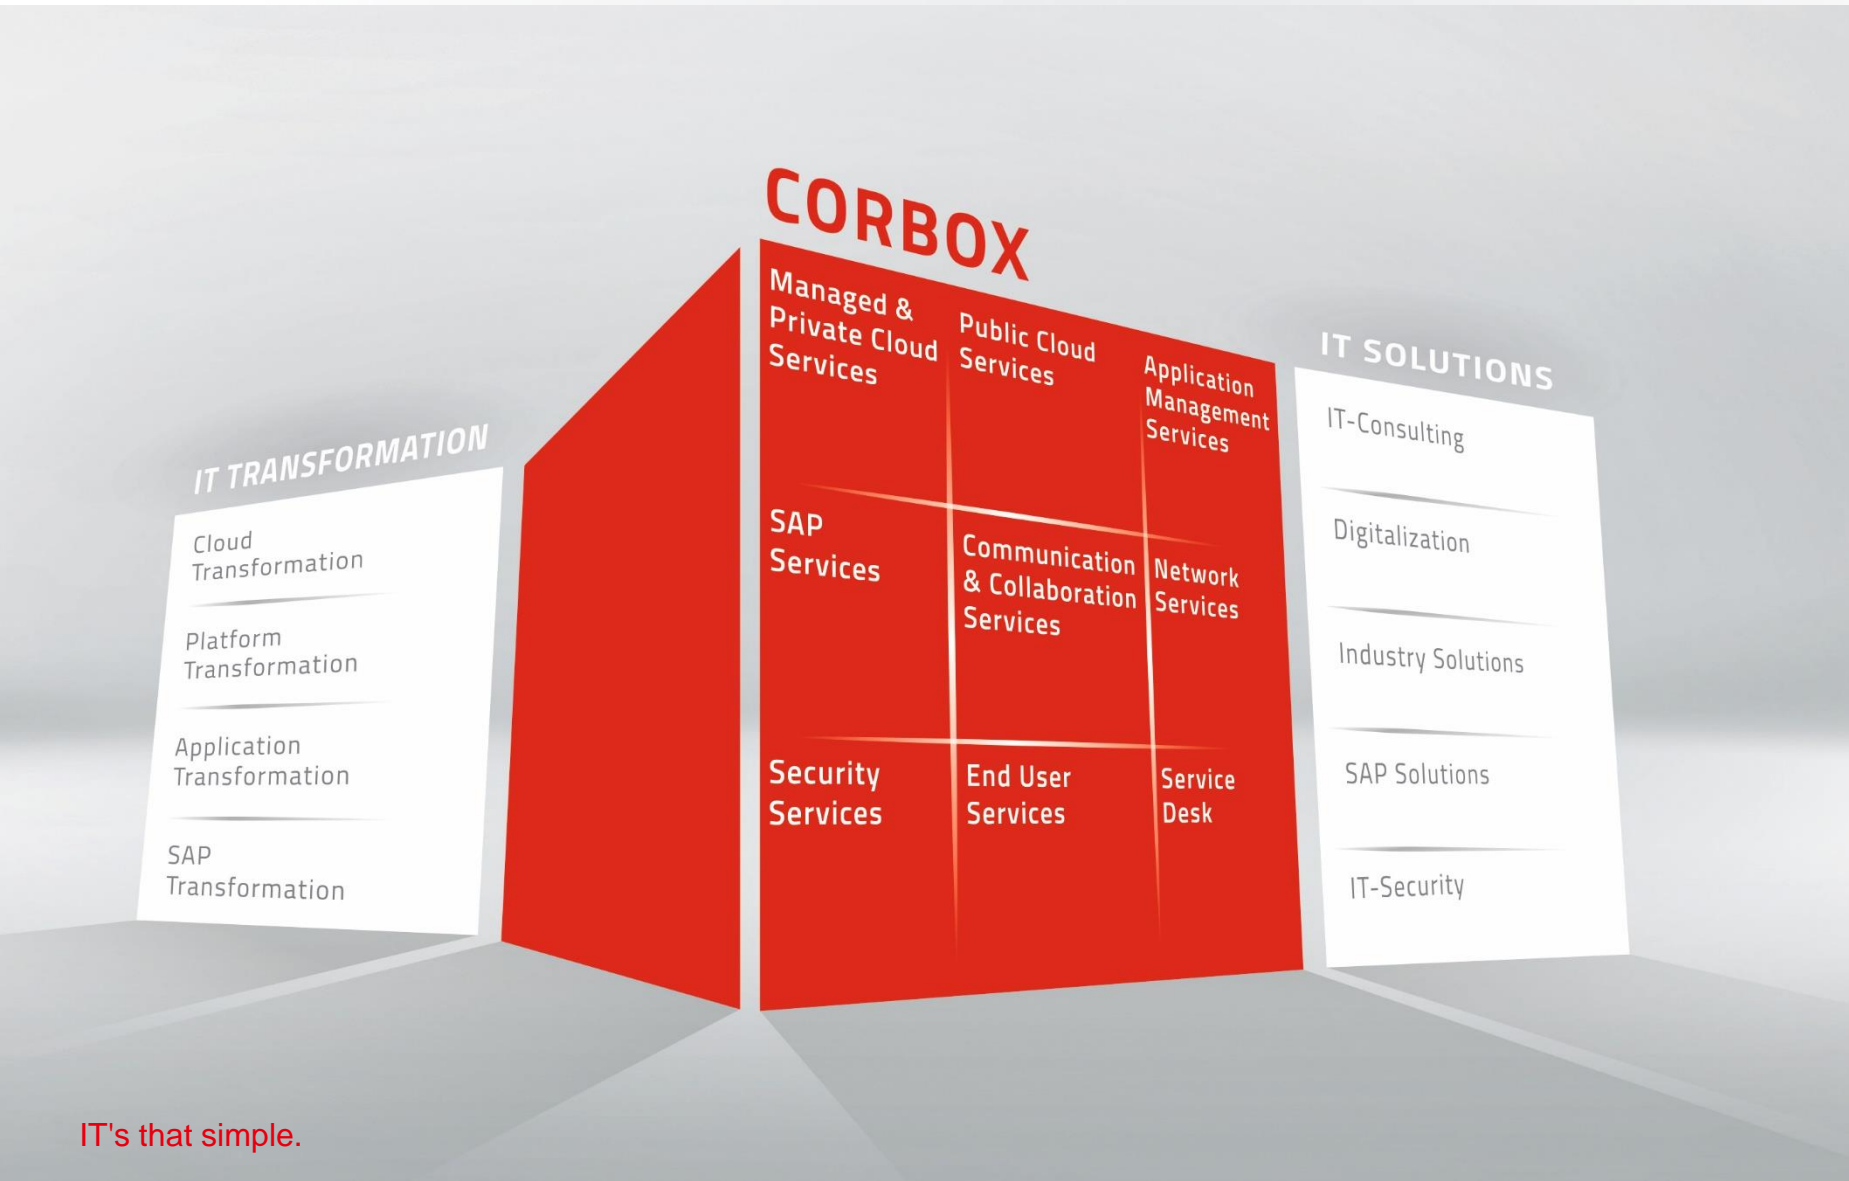 CORBOX
Managed &
Private Cloud
Services
Public Cloud
Services
Application
Management
Services
SAP
Services
Communication
& Collaboration
Services
Network
Services
Security
Services
End User
Services
Service
Desk
IT TRANSFORMATION
Cloud
Transformation
Platform
Transformation
Application
Transformation
SAP
Transformation
IT SOLUTIONS
IT-Consulting
Digitalization
Industry Solutions
SAP Solutions
IT-Security
IT's that simple.